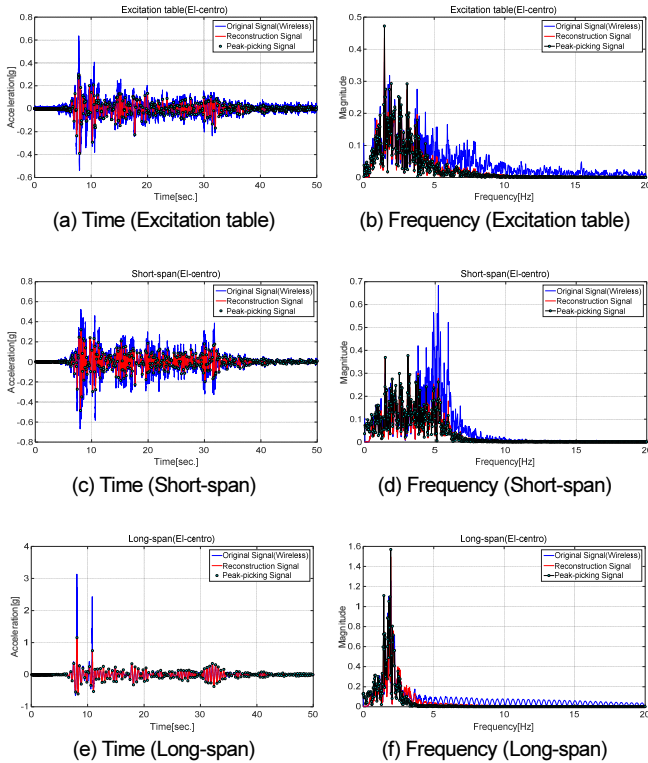 Excitation table(El-centro)
Original Signal(Wireless)
Reconstruction Signal
Peak-picking Signal
Acceleration[g]
0.8
0.6
0.4
0.2
0
-0.2
-0.4
-0.6
0 10 20 30 40 50
Time[sec.]
(a) Time (Excitation table)
Excitation table(El-centro)
Original Signal(Wireless)
Reconstruction Signal
Peak-picking Signal
Magnitude
0.5
0.4
0.3
0.2
0.1
0
0 5 10 15 20
Frequency[Hz]
(b) Frequency (Excitation table)
Short-span(El-centro)
Original Signal(Wireless)
Reconstruction Signal
Peak-picking Signal
Acceleration[g]
0.8
0.6
0.4
0.2
0
-0.2
-0.4
-0.6
-0.8
0 10 20 30 40 50
Time[sec.]
(c) Time (Short-span)
Short-span(El-centro)
Original Signal(Wireless)
Reconstruction Signal
Peak-picking Signal
Magnitude
0.7
0.6
0.5
0.4
0.3
0.2
0.1
0
0 5 10 15 20
Frequency[Hz]
(d) Frequency (Short-span)
Long-span(El-centro)
Original Signal(Wireless)
Reconstruction Signal
Peak-picking Signal
Acceleration[g]
4
3
2
1
0
-1
0 10 20 30 40 50
Time[sec.]
(e) Time (Long-span)
Long-span(El-centro)
Original Signal(Wireless)
Reconstruction Signal
Peak-picking Signal
Magnitude
1.6
1.4
1.2
1
0.8
0.6
0.4
0.2
0
0 5 10 15 20
Frequency[Hz]
(f) Frequency (Long-span)